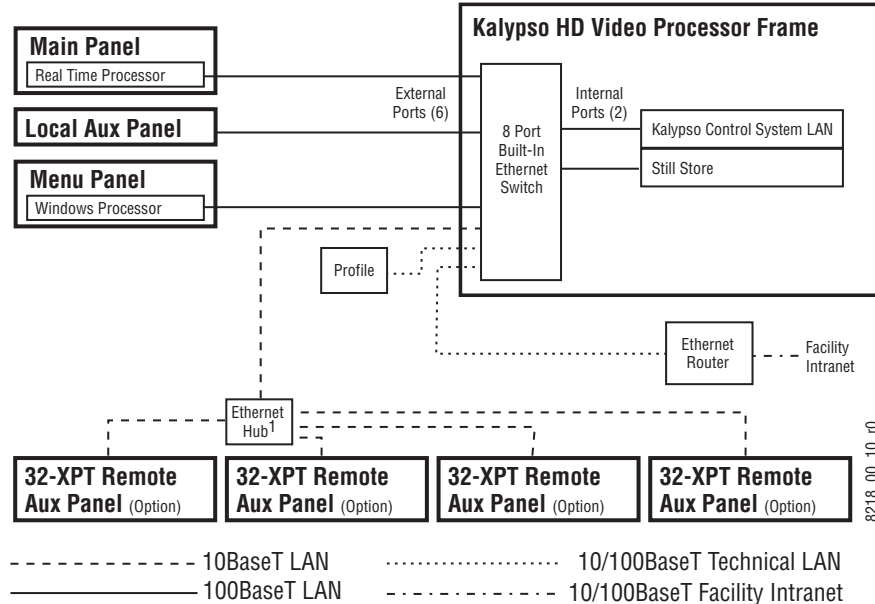 Kalypso HD Video Processor Frame
Main Panel
Real Time Processor
Local Aux Panel
Menu Panel
Windows Processor
External
Ports (6)
8 Port
Built-In
Ethernet
Switch
Internal
Ports (2)
Kalypso Control System LAN
Still Store
Profile
Ethernet
Router
Facility
Intranet
Ethernet
Hub1
32-XPT Remote
Aux Panel (Option)
32-XPT Remote
Aux Panel (Option)
32-XPT Remote
Aux Panel (Option)
32-XPT Remote
Aux Panel (Option)
8218_00_10_r0
10BaseT LAN
100BaseT LAN
10/100BaseT Technical LAN
10/100BaseT Facility Intranet